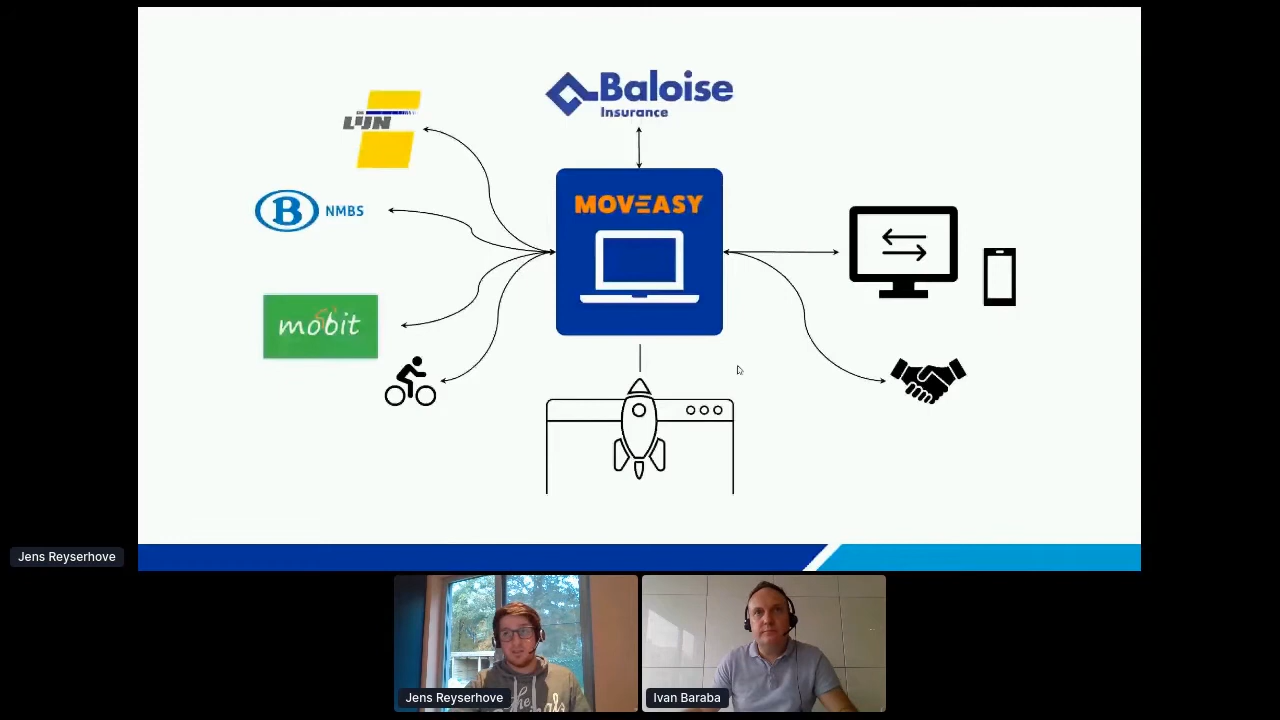 Baloise
Insurance
DE
LIJN
NMBS
B
MOVEASY
mobit
Jens Reyserhove
Jens Reyserhove
Ivan Baraba